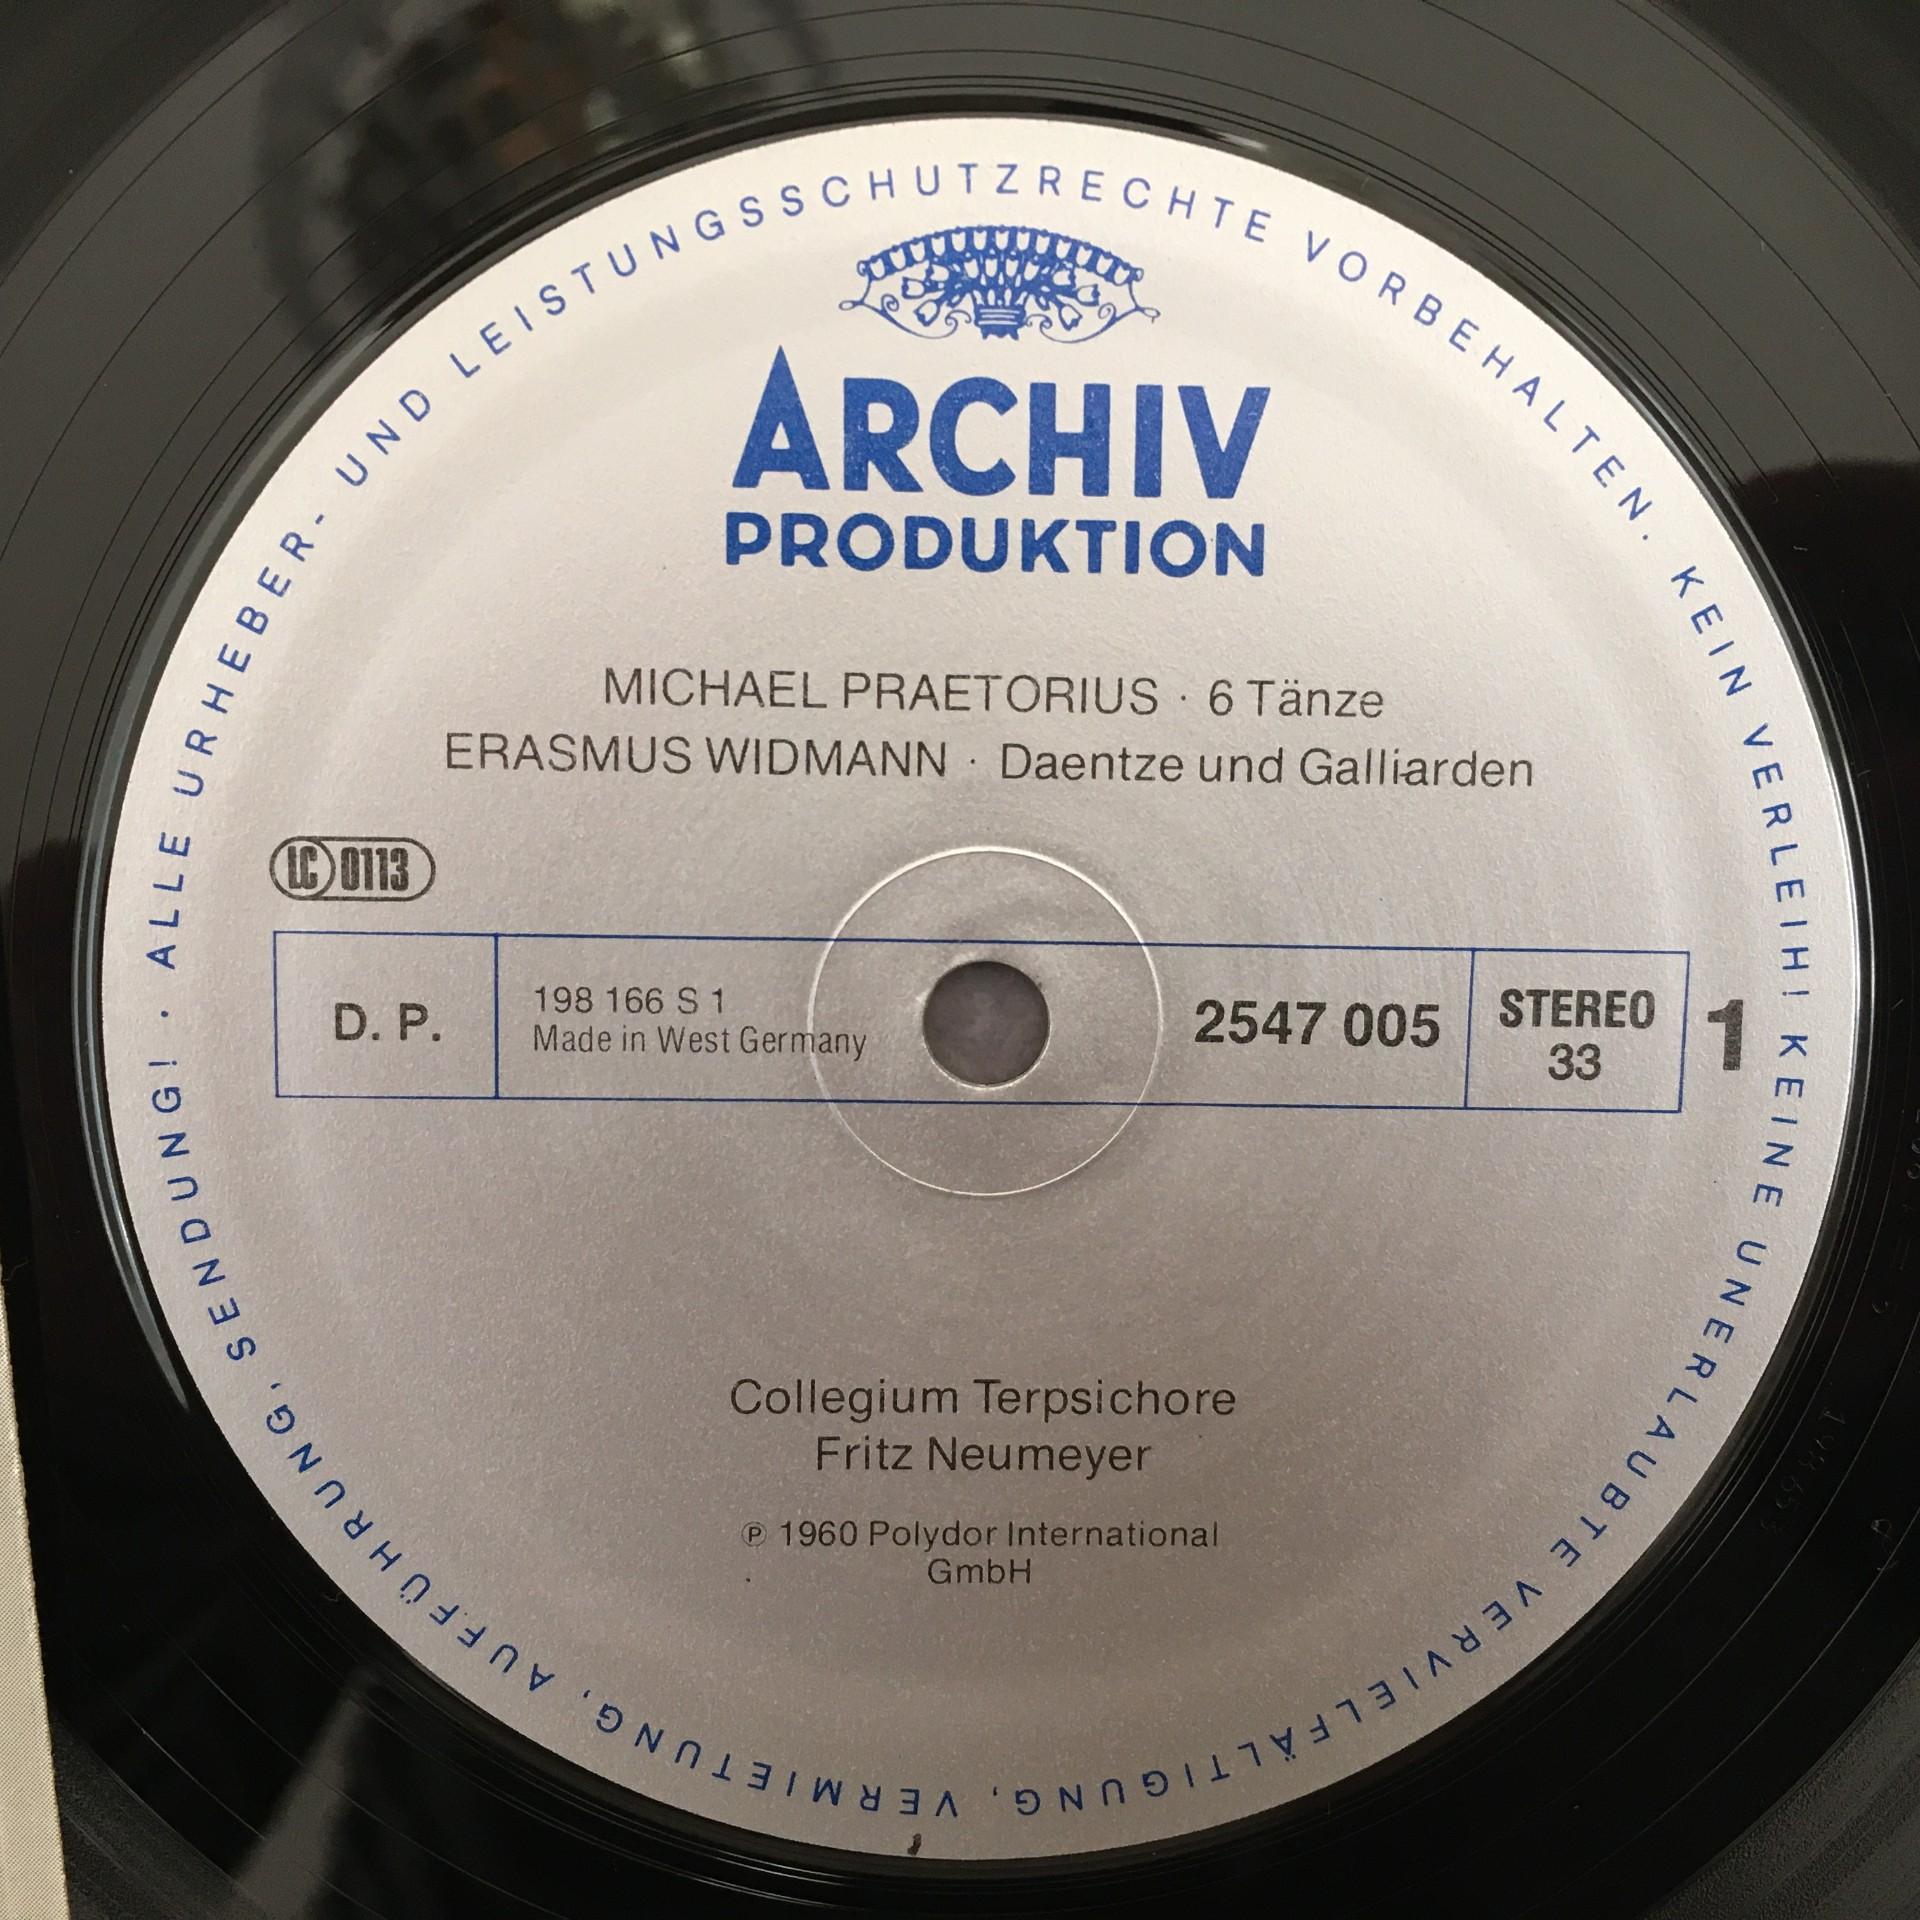 ALLE URHEBER- UND LEISTUNGSSCHUTZRECHTE VORBEHALTEN. KEIN VERLEIH! KEINE UNERLAUBTE VERVIELFÄLTIGUNG, VERMIETUNG, AUFFÜHRUNG, SENDUNG! ·
ARCHIV
PRODUKTION
MICHAEL PRAETORIUS · 6 Tänze
ERASMUS WIDMANN · Daentze und Galliarden
LC 0113
D. P.
198 166 S 1
Made in West Germany
2547 005
STEREO
33
1
Collegium Terpsichore
Fritz Neumeyer
℗ 1960 Polydor International
GmbH